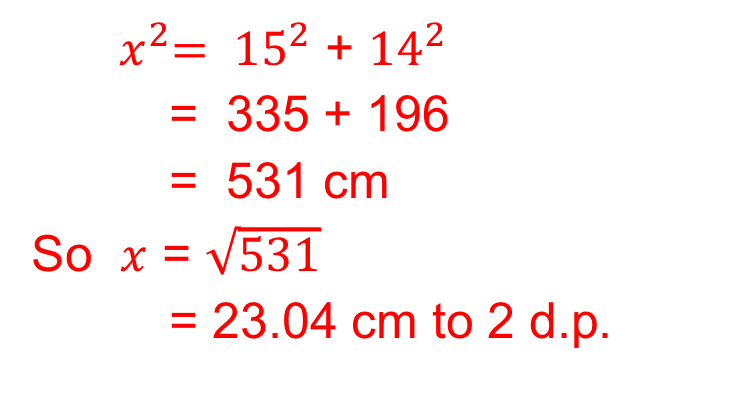 x²= 15² + 14²
= 335 + 196
= 531 cm
So x = √531
= 23.04 cm to 2 d.p.